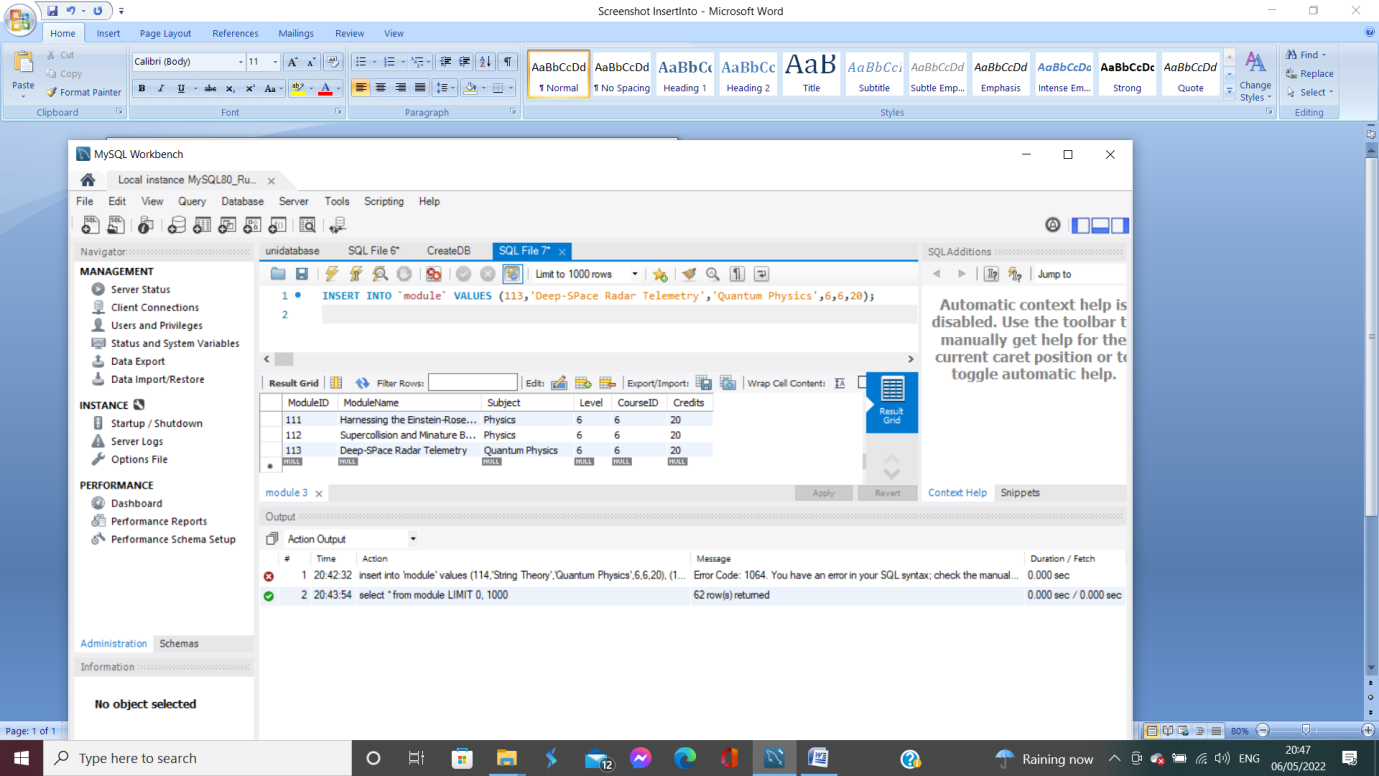 Screenshot InsertInto - Microsoft Word
Home Insert Page Layout References Mailings Review View
Paste
Cut
Copy
Format Painter
Clipboard
Calibri (Body) 11
Font
Paragraph
AaBbCcDd AaBbCcDd AaBbCc AaBbCc AaB AaBbCcI AaBbCcDd AaBbCcDd AaBbCcDd AaBbCcDc AaBbCcDd
¶ Normal ¶ No Spacing Heading 1 Heading 2 Title Subtitle Subtle Emp... Emphasis Intense Em... Strong Quote
Change Styles
Styles
Find
Replace
Select
Editing
MySQL Workbench
Local instance MySQL80_Ru...
File Edit View Query Database Server Tools Scripting Help
Navigator
MANAGEMENT
Server Status
Client Connections
Users and Privileges
Status and System Variables
Data Export
Data Import/Restore
INSTANCE
Startup / Shutdown
Server Logs
Options File
PERFORMANCE
Dashboard
Performance Reports
Performance Schema Setup
Administration Schemas
Information
No object selected
unidatabase SQL File 6* CreateDB SQL File 7*
Limit to 1000 rows
1 INSERT INTO `module` VALUES (113,'Deep-SPace Radar Telemetry','Quantum Physics',6,6,20);
2
Result Grid Filter Rows: Edit: Export/Import: Wrap Cell Content:
ModuleID ModuleName Subject Level CourseID Credits
111 Harnessing the Einstein-Rose... Physics 6 6 20
112 Supercollision and Minature B... Physics 6 6 20
113 Deep-SPace Radar Telemetry Quantum Physics 6 6 20
NULL NULL NULL NULL NULL NULL
Result
Grid
module 3
Apply Revert
SQLAdditions
Jump to
Automatic context help is
disabled. Use the toolbar t
manually get help for the
current caret position or to
toggle automatic help.
Context Help Snippets
Output
Action Output
# Time Action Message Duration / Fetch
1 20:42:32 insert into 'module' values (114,'String Theory','Quantum Physics',6,6,20), (1... Error Code: 1064. You have an error in your SQL syntax; check the manual... 0.000 sec
2 20:43:54 select * from module LIMIT 0, 1000 62 row(s) returned 0.000 sec / 0.000 sec
Page: 1 of 1
80%
Type here to search
12
Raining now
ENG
20:47
06/05/2022